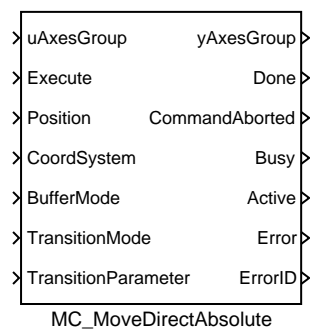 uAxesGroup yAxesGroup
Execute Done
Position CommandAborted
CoordSystem Busy
BufferMode Active
TransitionMode Error
TransitionParameter ErrorID
MC_MoveDirectAbsolute